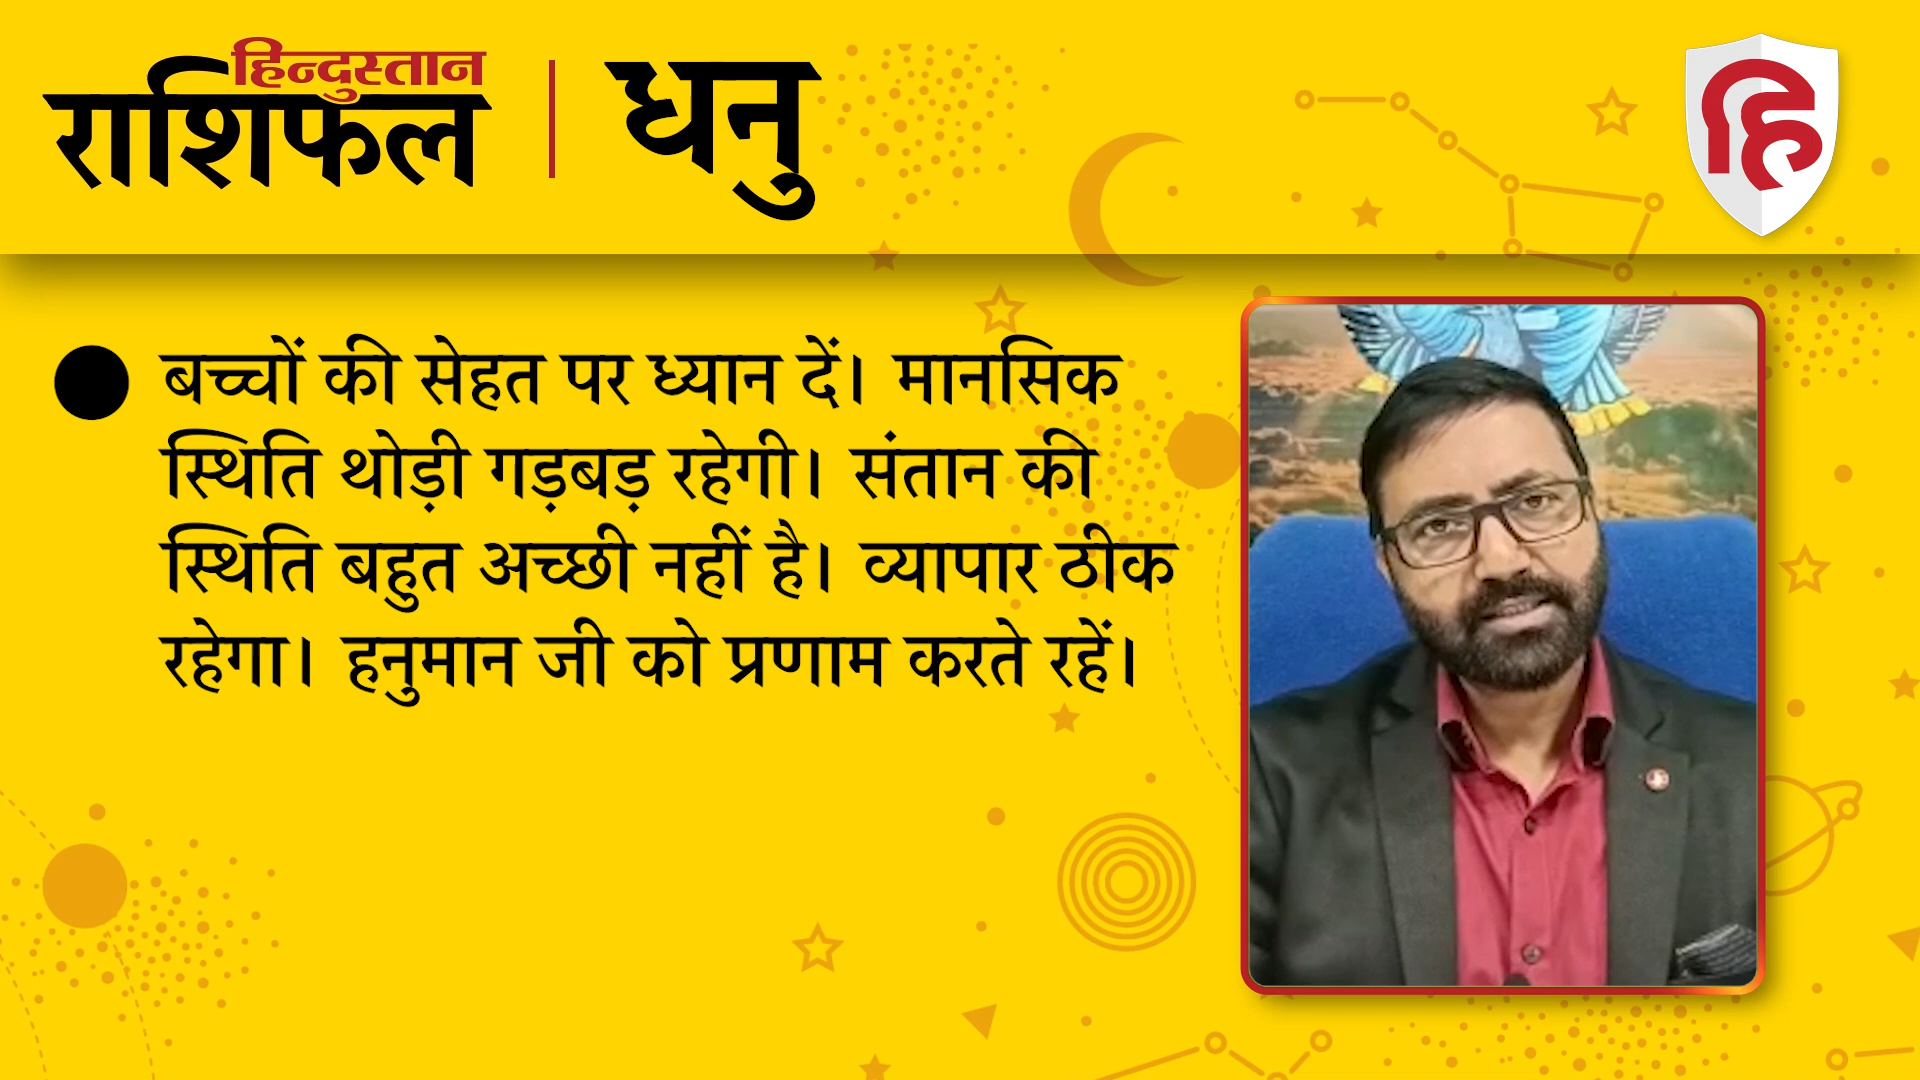 हिन्दुस्तान
राशिफल
धनु
हि
बच्चों की सेहत पर ध्यान दें। मानसिक
स्थिति थोड़ी गड़बड़ रहेगी। संतान की
स्थिति बहुत अच्छी नहीं है। व्यापार ठीक
रहेगा। हनुमान जी को प्रणाम करते रहें।